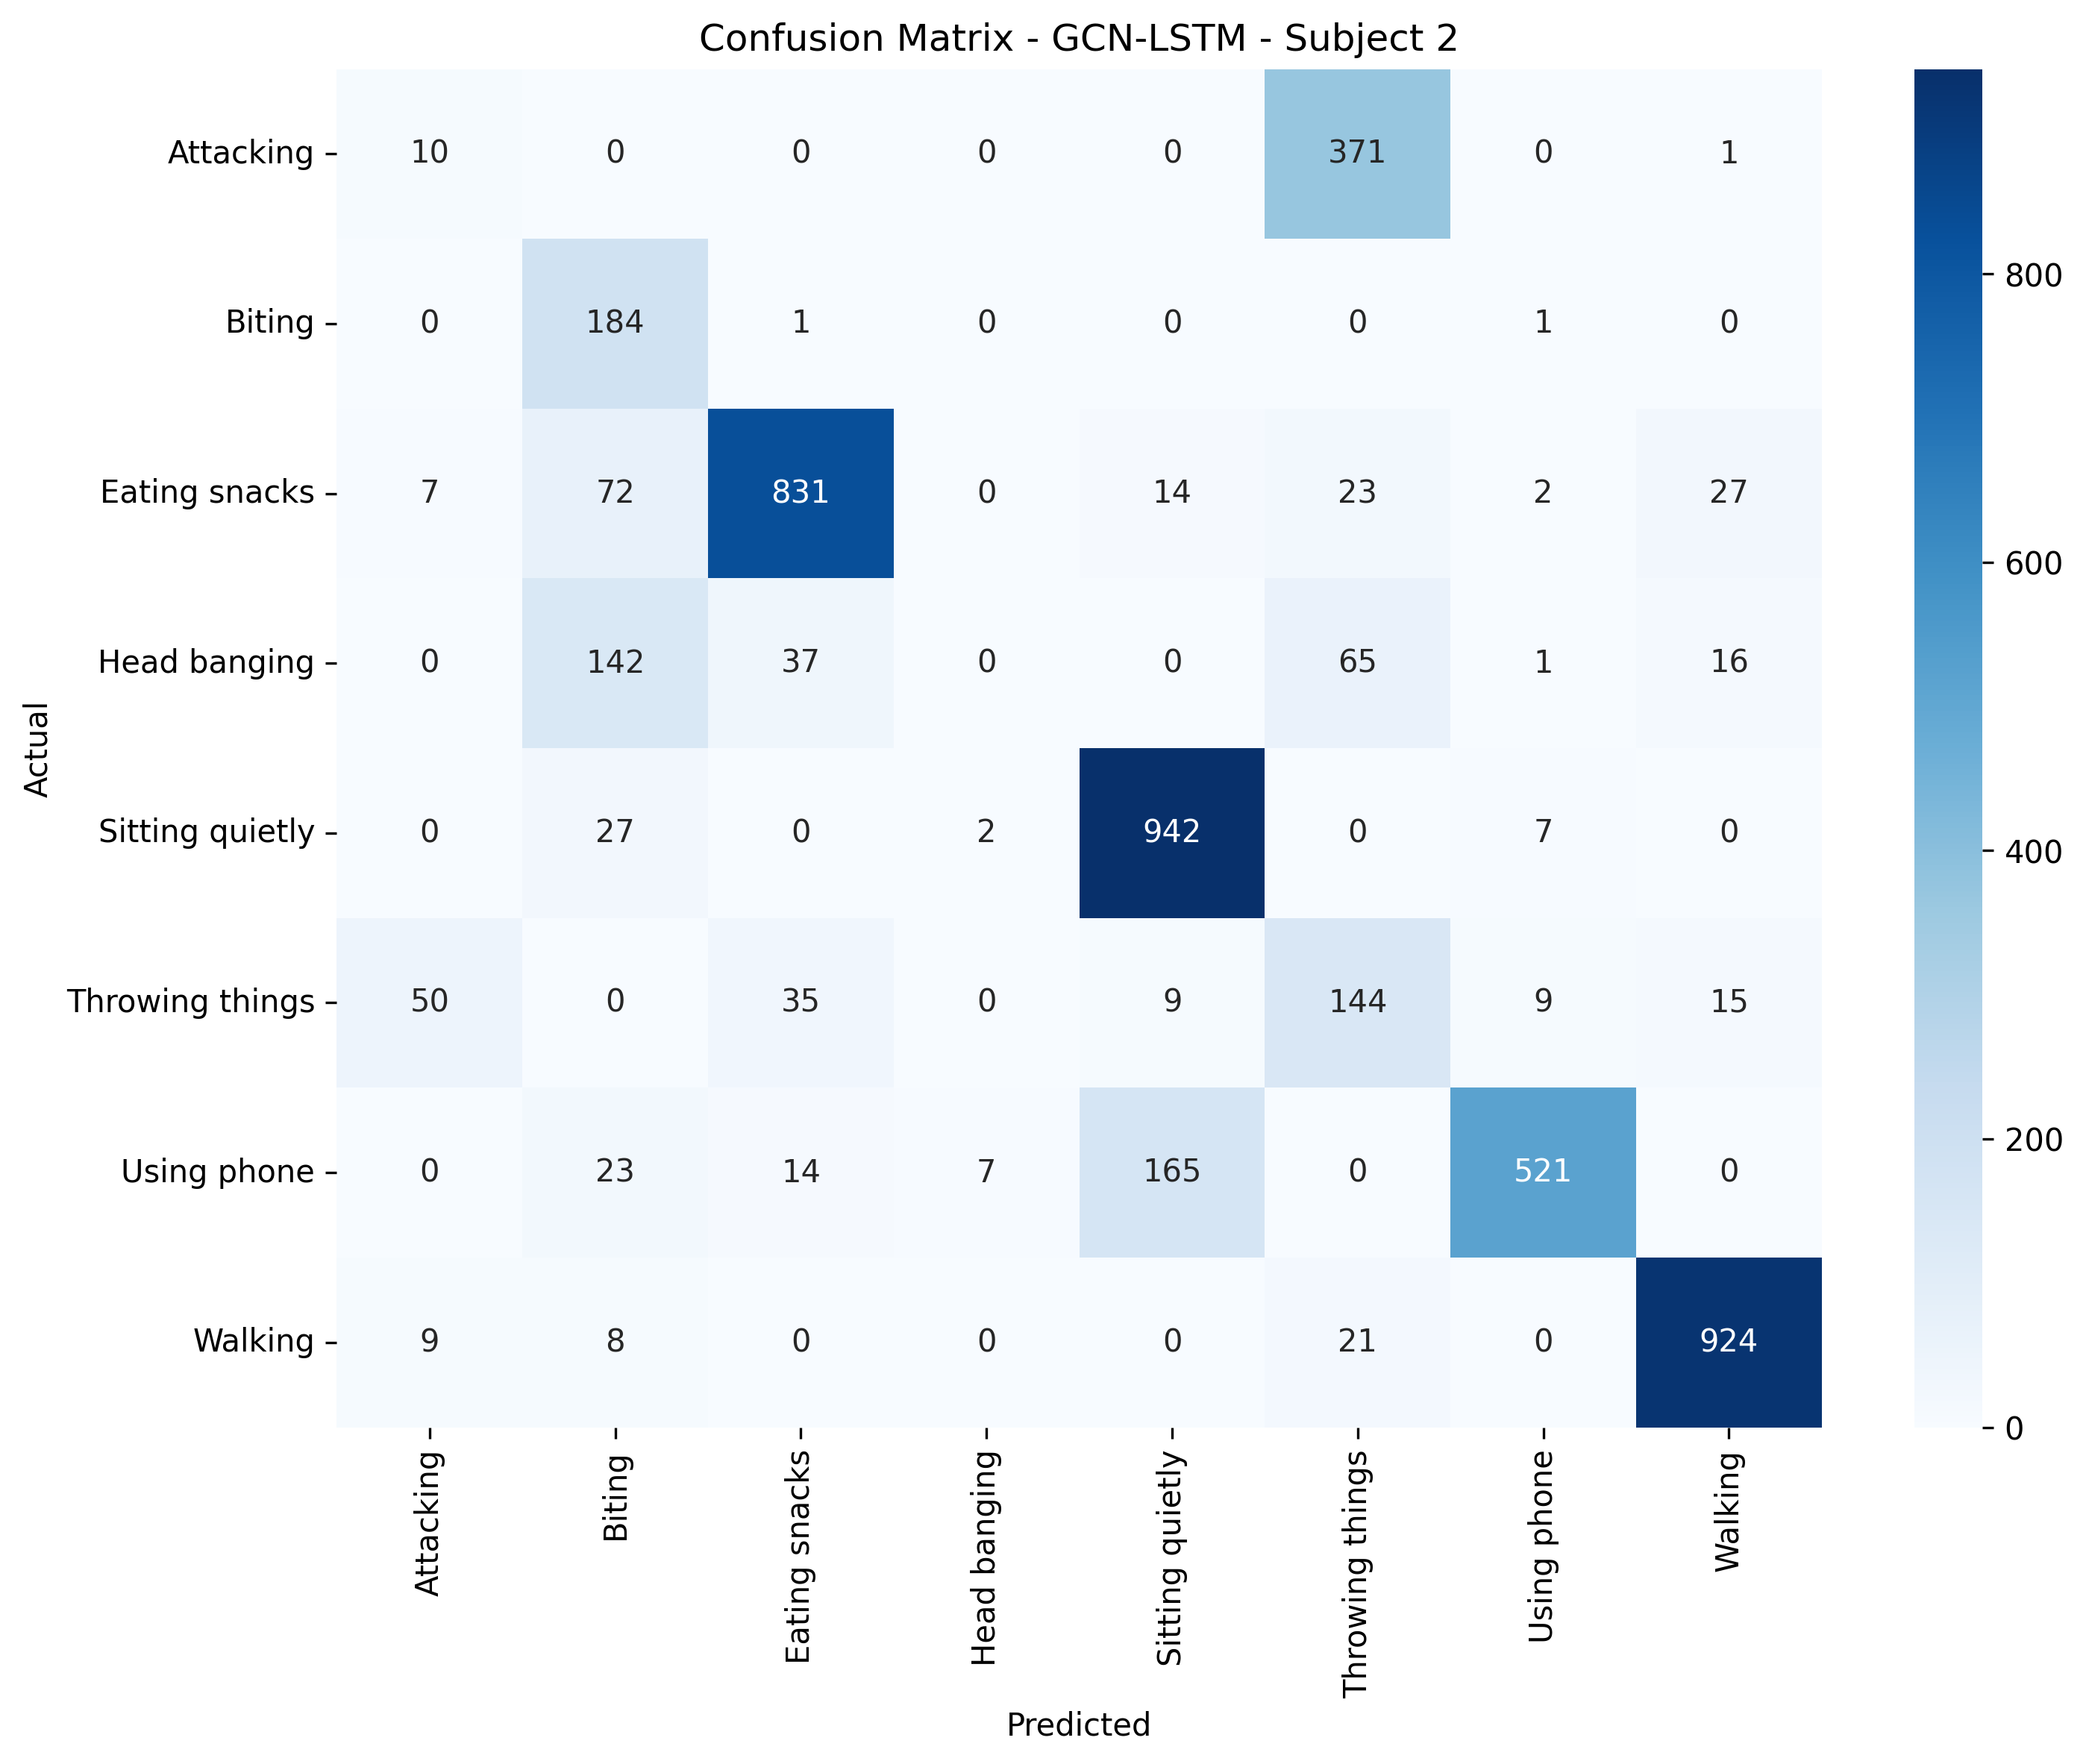 Confusion Matrix - GCN-LSTM - Subject 2
Attacking 10 0 0 0 0 371 0 1
Biting 0 184 1 0 0 0 1 0
Eating snacks 7 72 831 0 14 23 2 27
Head banging 0 142 37 0 0 65 1 16
Sitting quietly 0 27 0 2 942 0 7 0
Throwing things 50 0 35 0 9 144 9 15
Using phone 0 23 14 7 165 0 521 0
Walking 9 8 0 0 0 21 0 924
Actual
Attacking
Biting
Eating snacks
Head banging
Sitting quietly
Throwing things
Using phone
Walking
Predicted
800
600
400
200
0